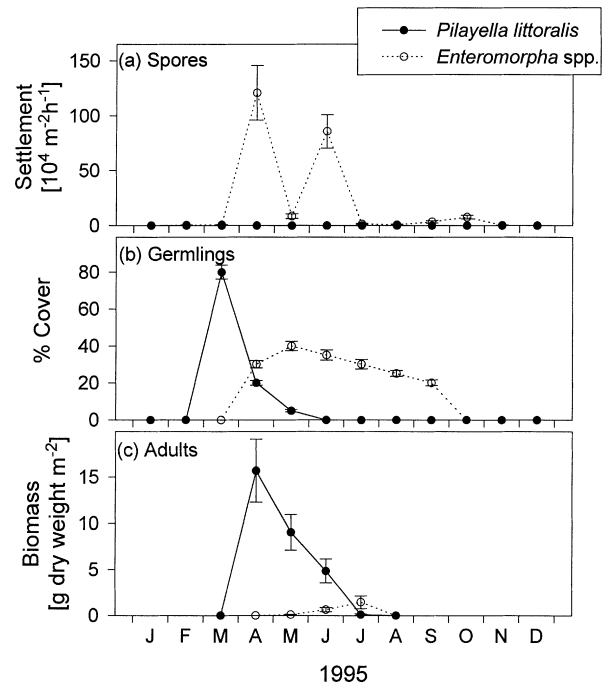 Pilayella littoralis
Enteromorpha spp.
(a) Spores
Settlement
[10⁴ m⁻²h⁻¹]
150
100
50
0
(b) Germlings
% Cover
80
60
40
20
0
(c) Adults
Biomass
[g dry weight m⁻²]
15
10
5
0
J F M A M J J A S O N D
1995